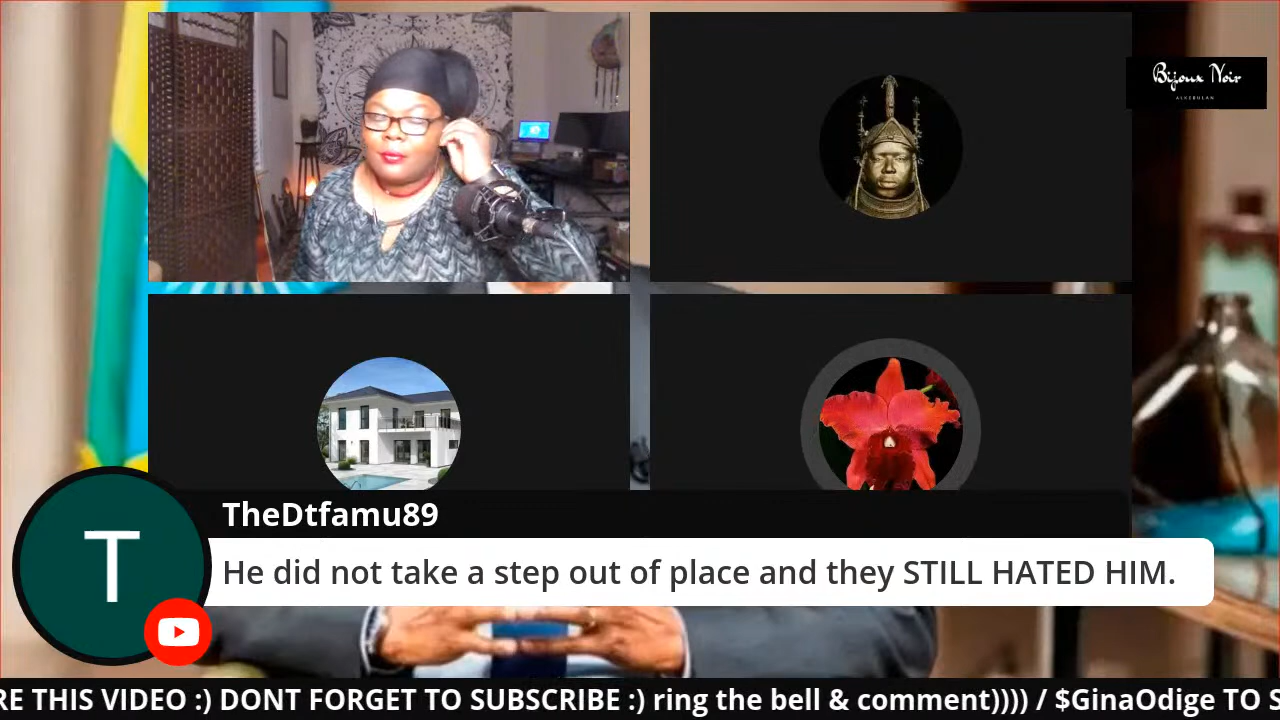 Bijoux Noir
ALKEBULAN
T
TheDtfamu89
He did not take a step out of place and they STILL HATED HIM.
RE THIS VIDEO :) DONT FORGET TO SUBSCRIBE :) ring the bell & comment)))) / $GinaOdige TO S